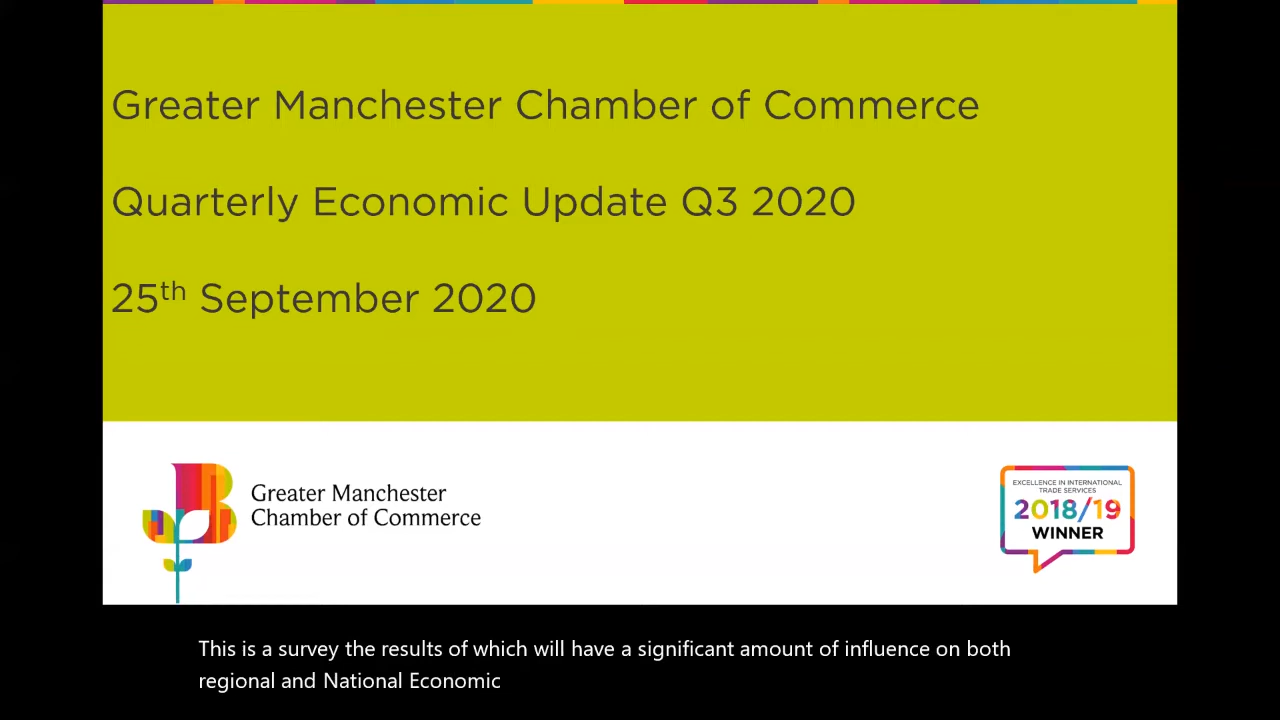 Greater Manchester Chamber of Commerce
Quarterly Economic Update Q3 2020
25th September 2020
Greater Manchester
Chamber of Commerce
EXCELLENCE IN INTERNATIONAL
TRADE SERVICES
2018/19
WINNER
This is a survey the results of which will have a significant amount of influence on both
regional and National Economic